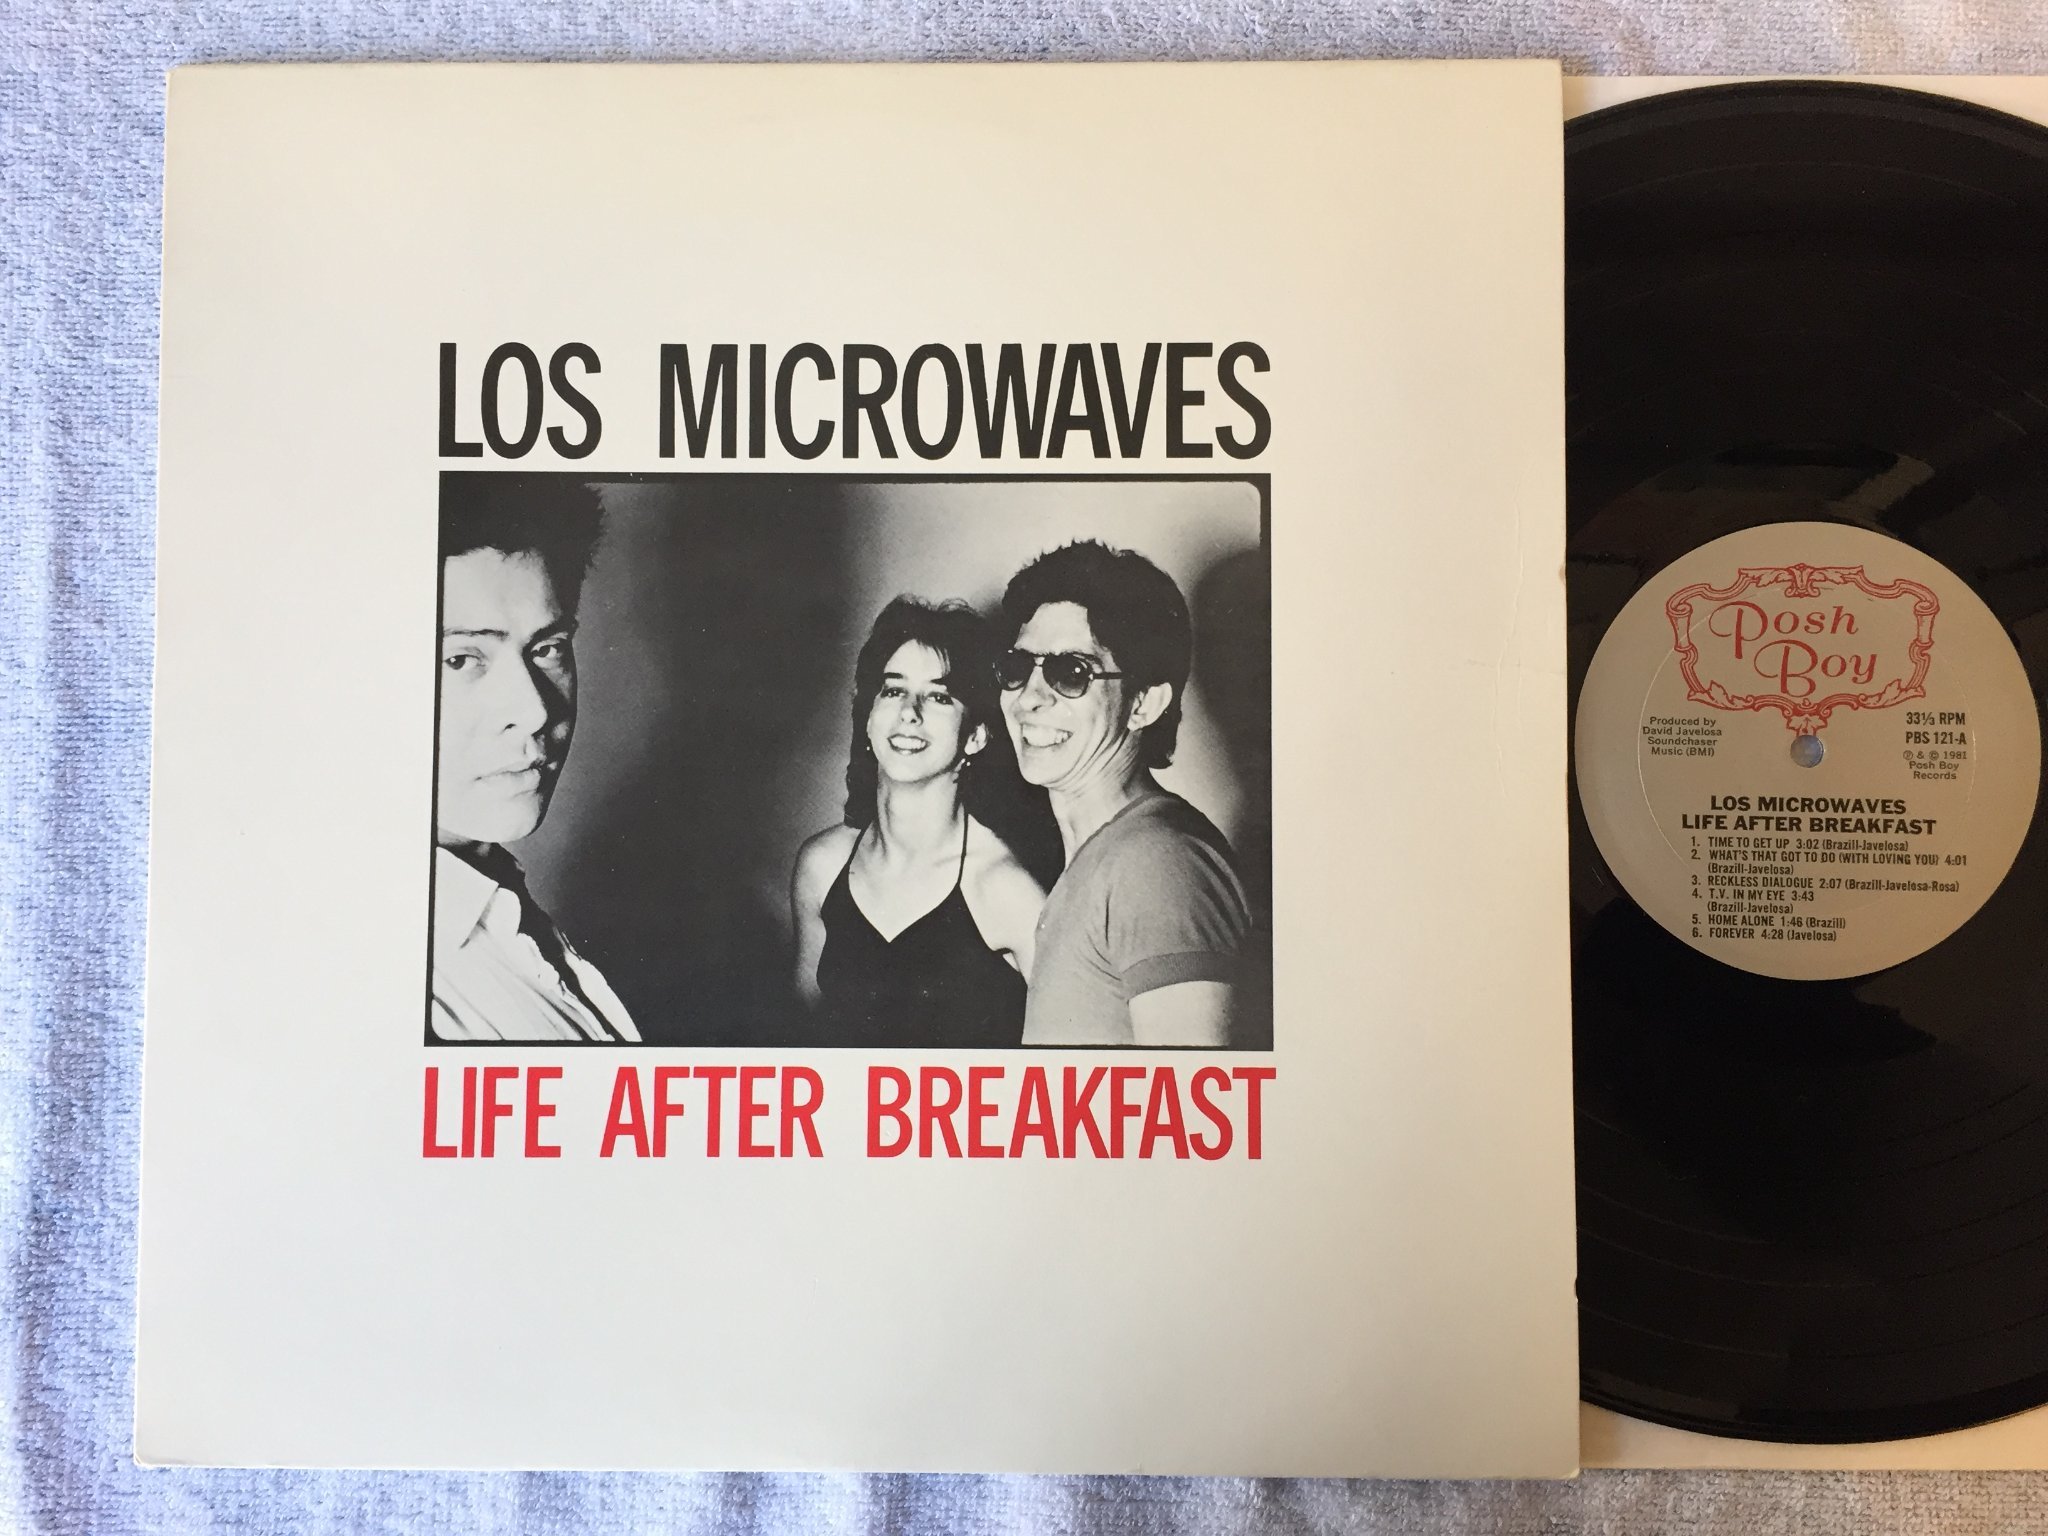 LOS MICROWAVES
LIFE AFTER BREAKFAST
Posh
Boy
Produced by
David Javelosa
Soundchaser
Music (BMI)
33⅓ RPM
PBS 121-A
℗ & © 1981
Posh Boy
Records
LOS MICROWAVES
LIFE AFTER BREAKFAST
1. TIME TO GET UP 3:02 (Brazill-Javelosa)
2. WHAT'S THAT GOT TO DO (WITH LOVING YOU) 4:01
(Brazill-Javelosa)
3. RECKLESS DIALOGUE 2:07 (Brazill-Javelosa-Rosa)
4. T.V. IN MY EYE 3:43
(Brazill-Javelosa)
5. HOME ALONE 1:46 (Brazill)
6. FOREVER 4:28 (Javelosa)